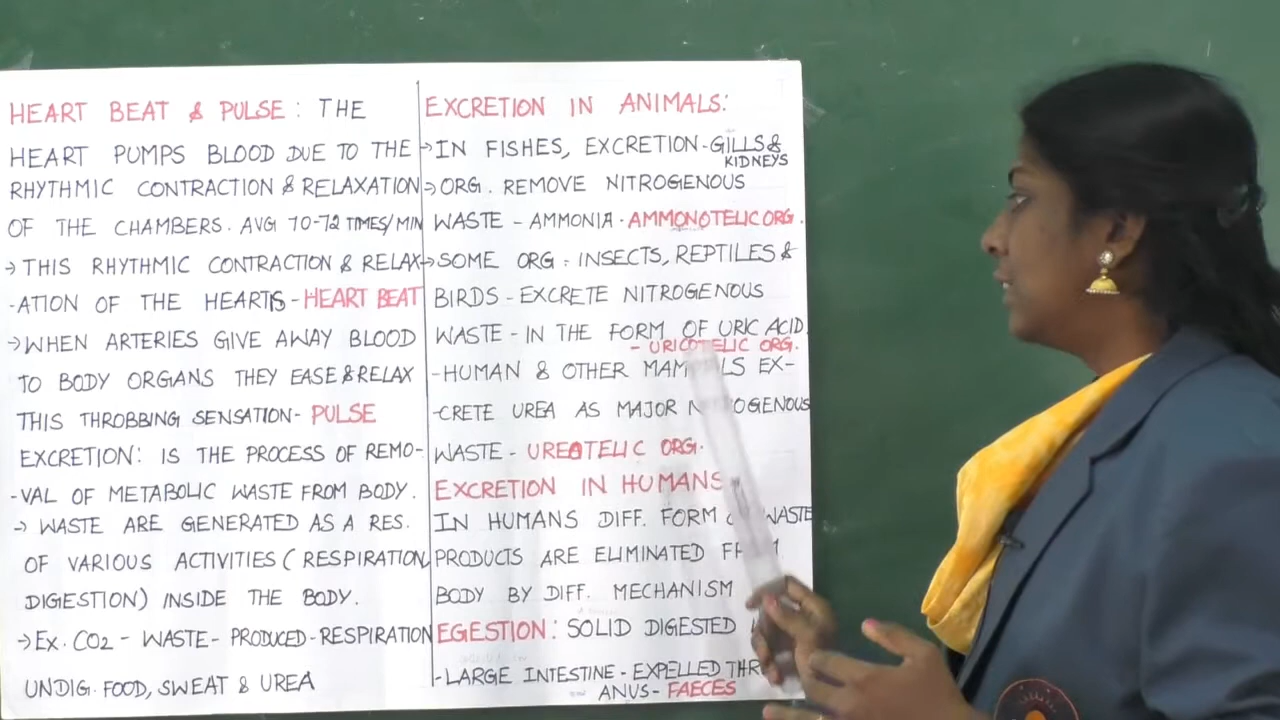 HEART BEAT & PULSE: THE
HEART PUMPS BLOOD DUE TO THE
RHYTHMIC CONTRACTION & RELAXATION
OF THE CHAMBERS. AVG 70-72 TIMES/MIN
→ THIS RHYTHMIC CONTRACTION & RELAX-
-ATION OF THE HEART IS - HEART BEAT
→ WHEN ARTERIES GIVE AWAY BLOOD
TO BODY ORGANS THEY EASE & RELAX
THIS THROBBING SENSATION - PULSE
EXCRETION: IS THE PROCESS OF REMO-
-VAL OF METABOLIC WASTE FROM BODY.
→ WASTE ARE GENERATED AS A RES.
OF VARIOUS ACTIVITIES (RESPIRATION,
DIGESTION) INSIDE THE BODY.
→ EX. CO2 - WASTE - PRODUCED - RESPIRATION
UNDIG. FOOD, SWEAT & UREA
EXCRETION IN ANIMALS:
→ IN FISHES, EXCRETION - GILLS &
KIDNEYS
→ ORG. REMOVE NITROGENOUS
WASTE - AMMONIA. AMMONOTELIC ORG.
→ SOME ORG: INSECTS, REPTILES &
BIRDS - EXCRETE NITROGENOUS
WASTE - IN THE FORM OF URIC ACID
- URICOTELIC ORG.
-HUMAN & OTHER MAM LS EX-
-CRETE UREA AS MAJOR N OGENOUS
WASTE - UREOTELIC ORG.
EXCRETION IN HUMANS
IN HUMANS DIFF. FORM WASTE
PRODUCTS ARE ELIMINATED
BODY BY DIFF. MECHANISM
EGESTION: SOLID DIGESTED
-LARGE INTESTINE - EXPELLED THR
ANUS - FAECES